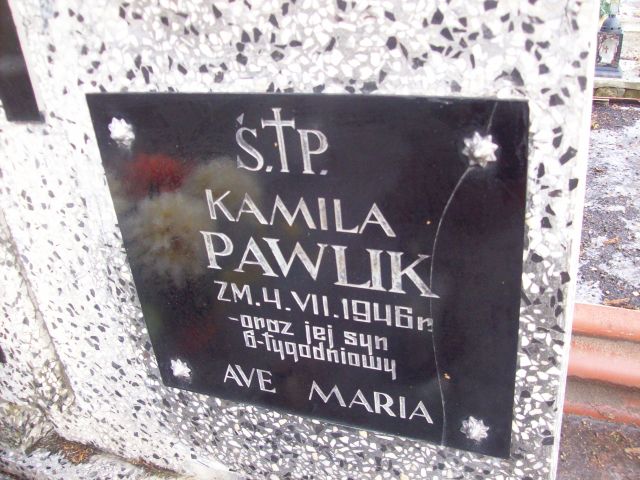 Ś.†P.
KAMILA
PAWLIK
ZM. 4. VII. 1946 r.
-oraz jej syn
6-tygodniowy
AVE MARIA